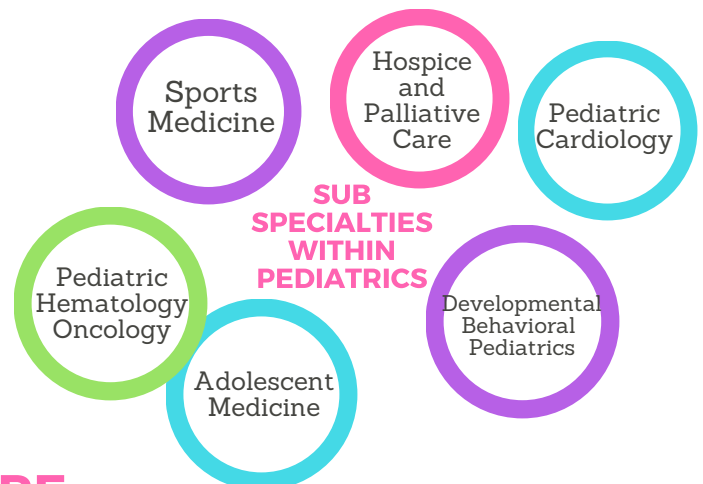 Sports
Medicine
Hospice
and
Palliative
Care
Pediatric
Cardiology
SUB
SPECIALTIES
WITHIN
PEDIATRICS
Pediatric
Hematology
Oncology
Adolescent
Medicine
Developmental
Behavioral
Pediatrics